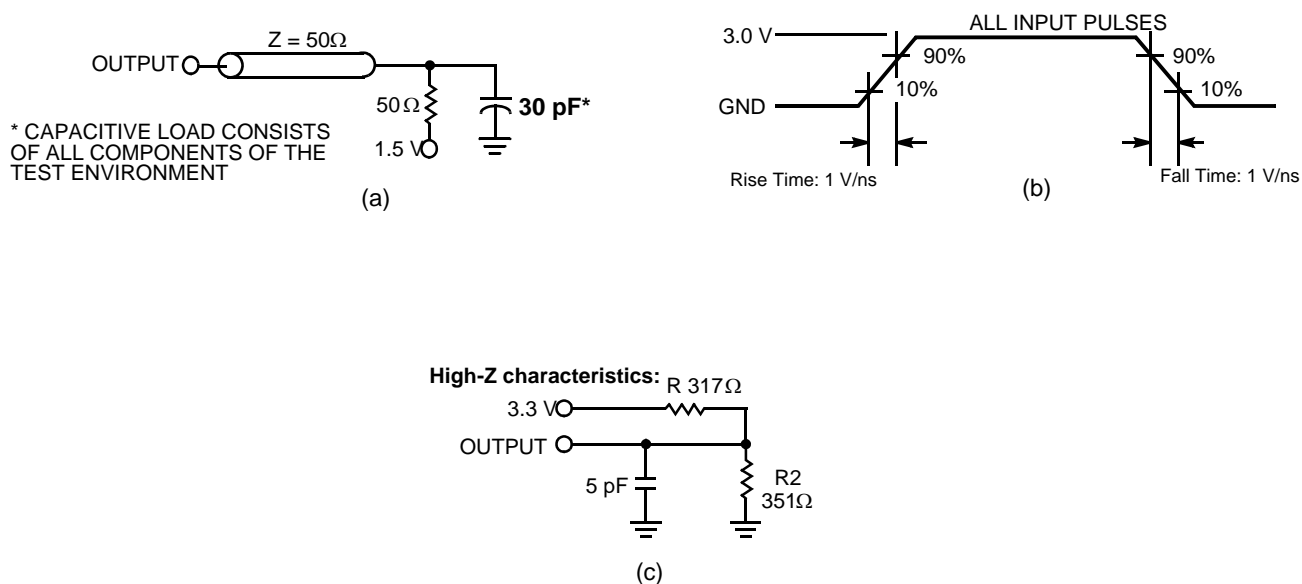 Z = 50Ω
OUTPUT
50Ω
30 pF*
1.5 V
* CAPACITIVE LOAD CONSISTS
OF ALL COMPONENTS OF THE
TEST ENVIRONMENT
(a)
ALL INPUT PULSES
3.0 V
90%
90%
10%
10%
GND
Rise Time: 1 V/ns
Fall Time: 1 V/ns
(b)
High-Z characteristics:
R 317Ω
3.3 V
OUTPUT
5 pF
R2
351Ω
(c)